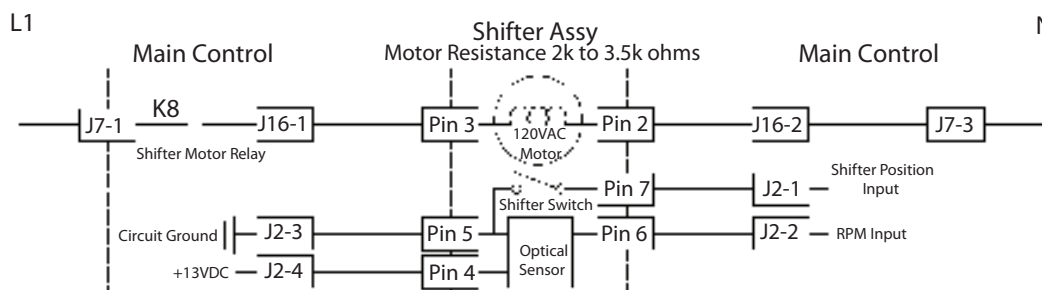 L1
Shifter Assy
N
Main Control
Motor Resistance 2k to 3.5k ohms
Main Control
J7-1
K8
J16-1
Pin 3
120VAC
Motor
Pin 2
J16-2
J7-3
Shifter Motor Relay
Shifter Switch
Pin 7
J2-1
Shifter Position
Input
Circuit Ground
J2-3
Pin 5
Optical
Sensor
Pin 6
J2-2
RPM Input
+13VDC
J2-4
Pin 4